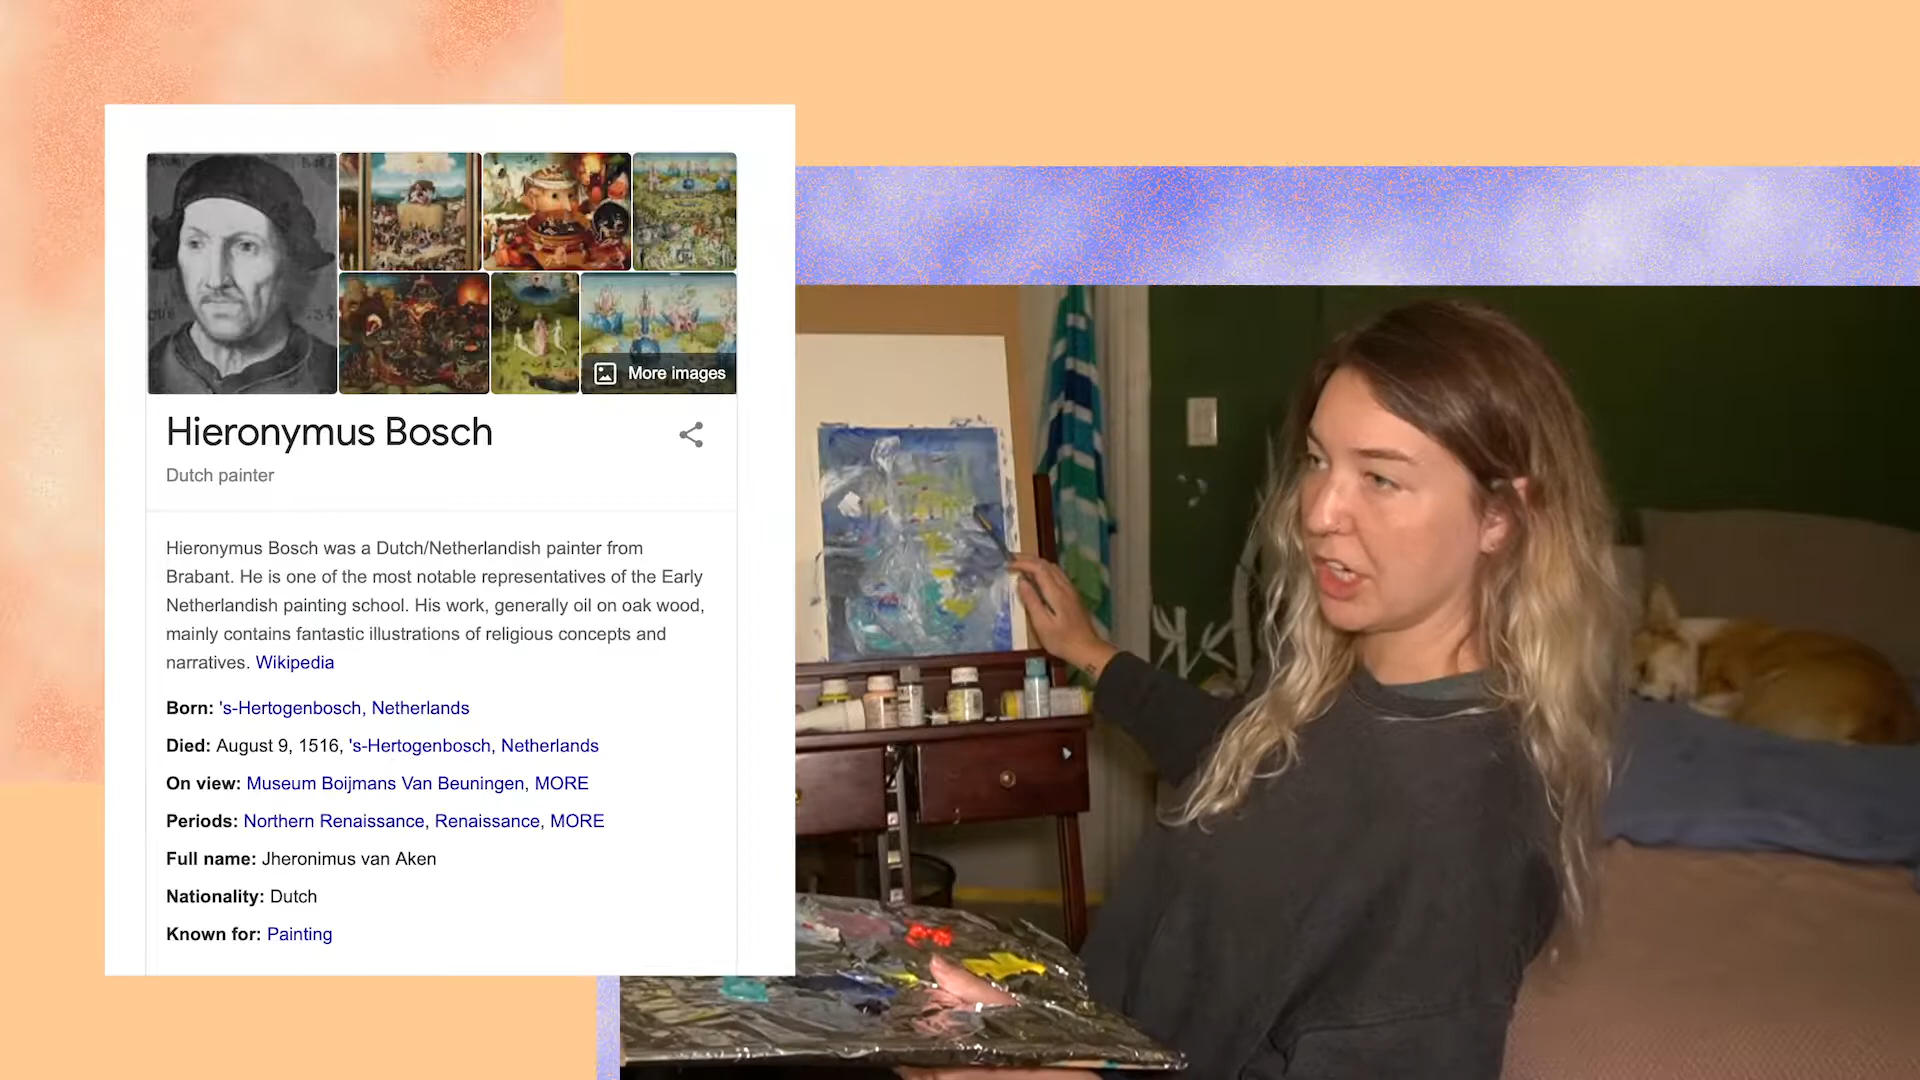 More images
Hieronymus Bosch
Dutch painter
Hieronymus Bosch was a Dutch/Netherlandish painter from
Brabant. He is one of the most notable representatives of the Early
Netherlandish painting school. His work, generally oil on oak wood,
mainly contains fantastic illustrations of religious concepts and
narratives. Wikipedia
Born: 's-Hertogenbosch, Netherlands
Died: August 9, 1516, 's-Hertogenbosch, Netherlands
On view: Museum Boijmans Van Beuningen, MORE
Periods: Northern Renaissance, Renaissance, MORE
Full name: Jheronimus van Aken
Nationality: Dutch
Known for: Painting